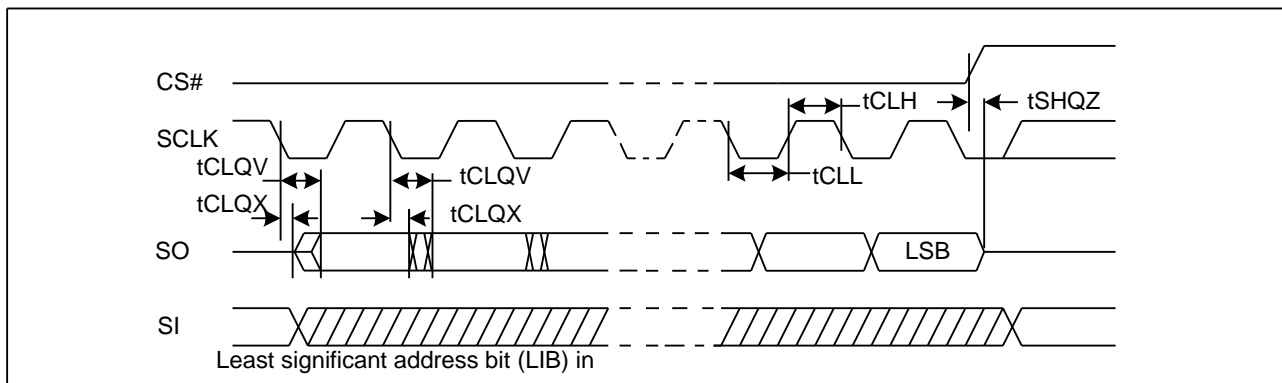 CS#
tCLH
tSHQZ
SCLK
tCLQV
tCLQV
tCLL
tCLQX
tCLQX
SO
LSB
SI
Least significant address bit (LIB) in